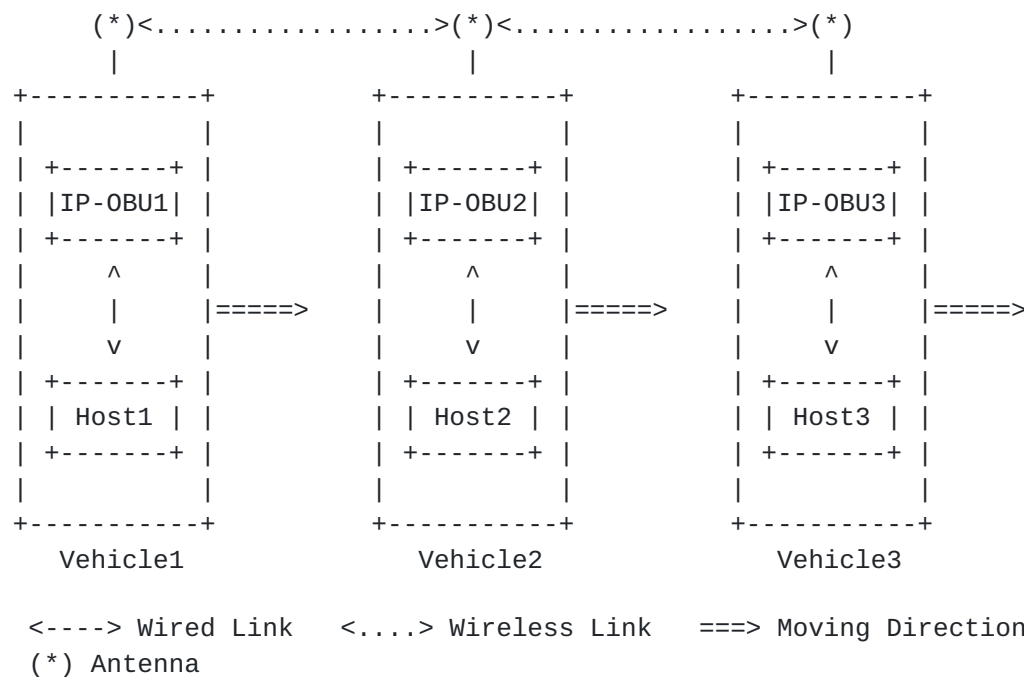 (*)<..................>(*)<..................>(*)
IP-OBU1 IP-OBU2 IP-OBU3
=====> =====> =====>
Host1 Host2 Host3
Vehicle1 Vehicle2 Vehicle3
<----> Wired Link <....> Wireless Link ===> Moving Direction
(*) Antenna